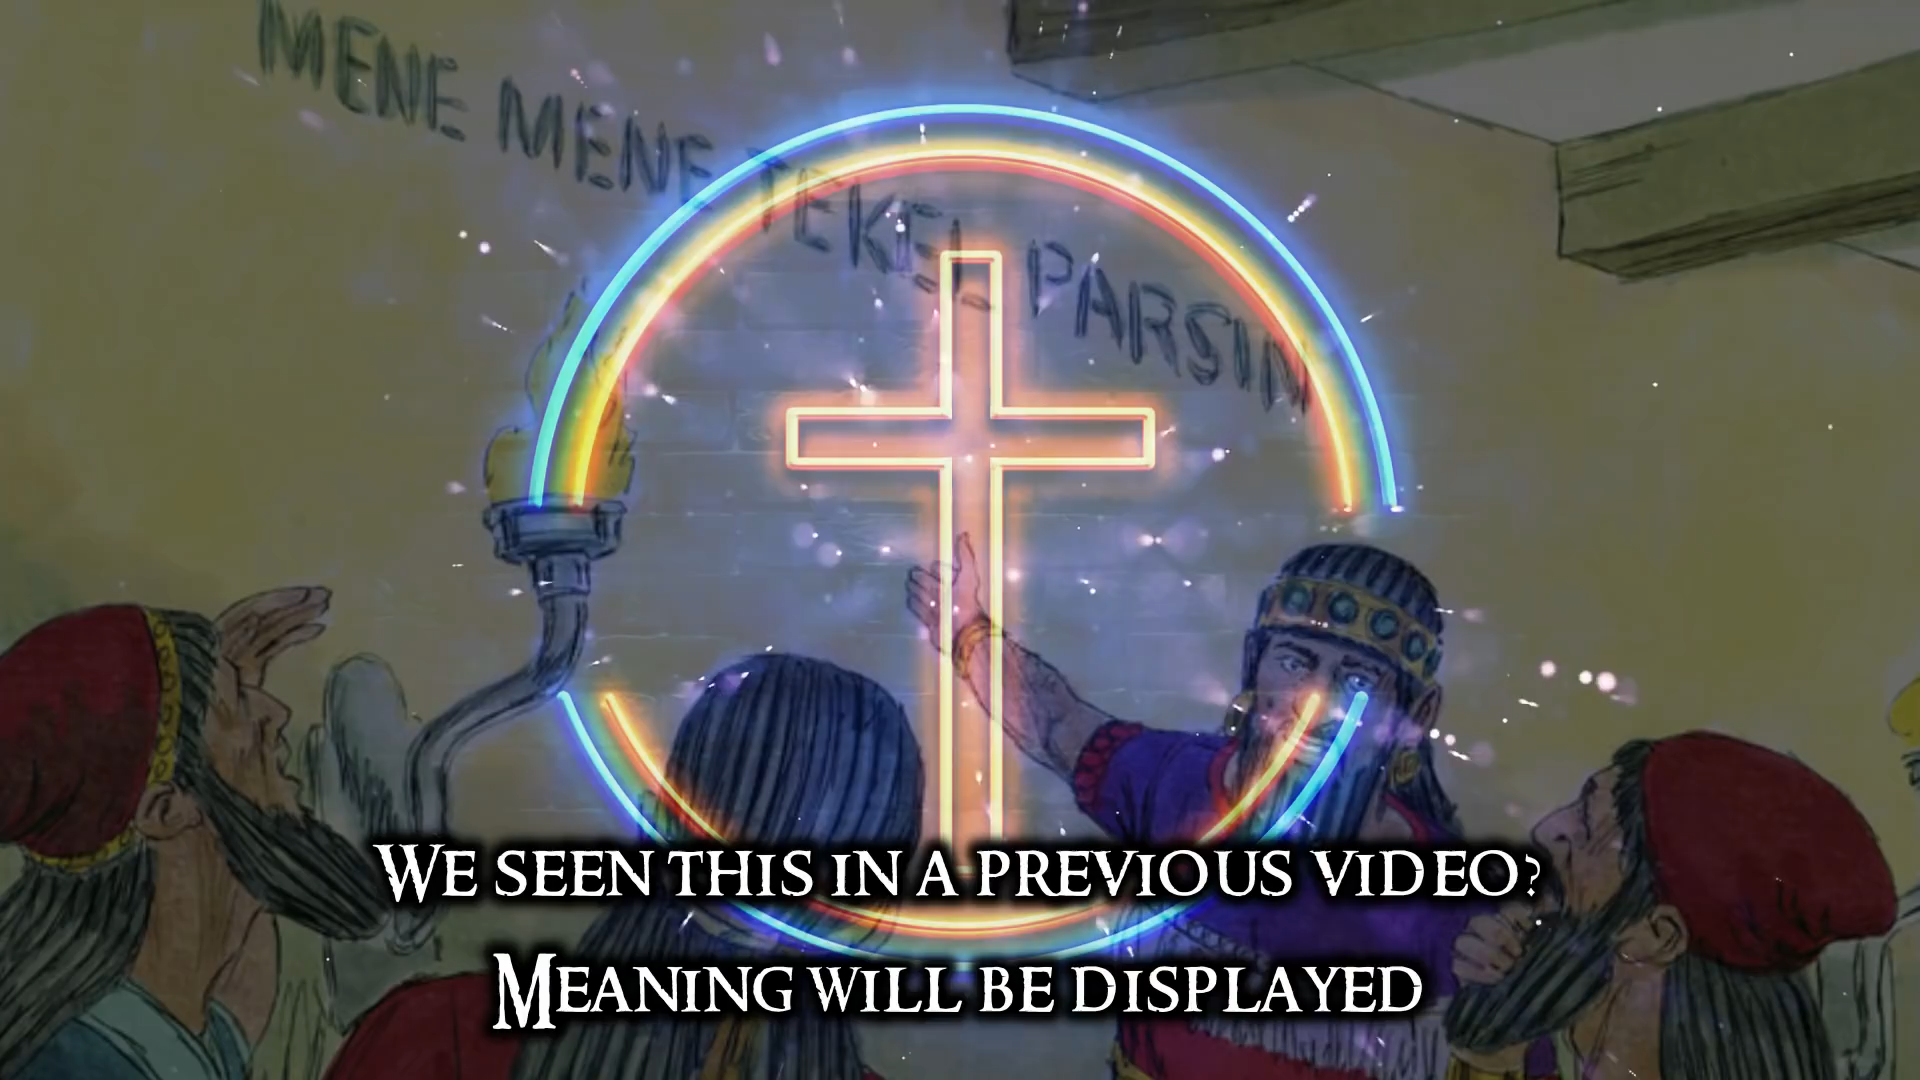 MENE MENE TEKEL PARSIN
WE SEEN THIS IN A PREVIOUS VIDEO?
MEANING WILL BE DISPLAYED